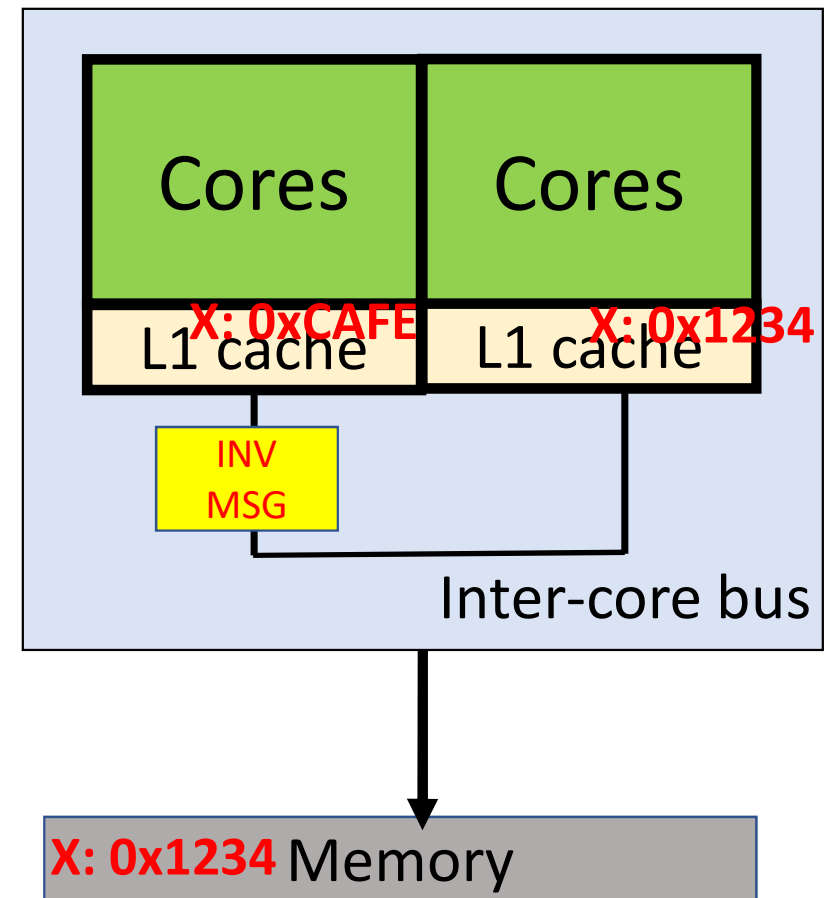 Cores
Cores
X: 0xCAFE
L1 cache
X: 0x1234
L1 cache
INV
MSG
Inter-core bus
X: 0x1234 Memory